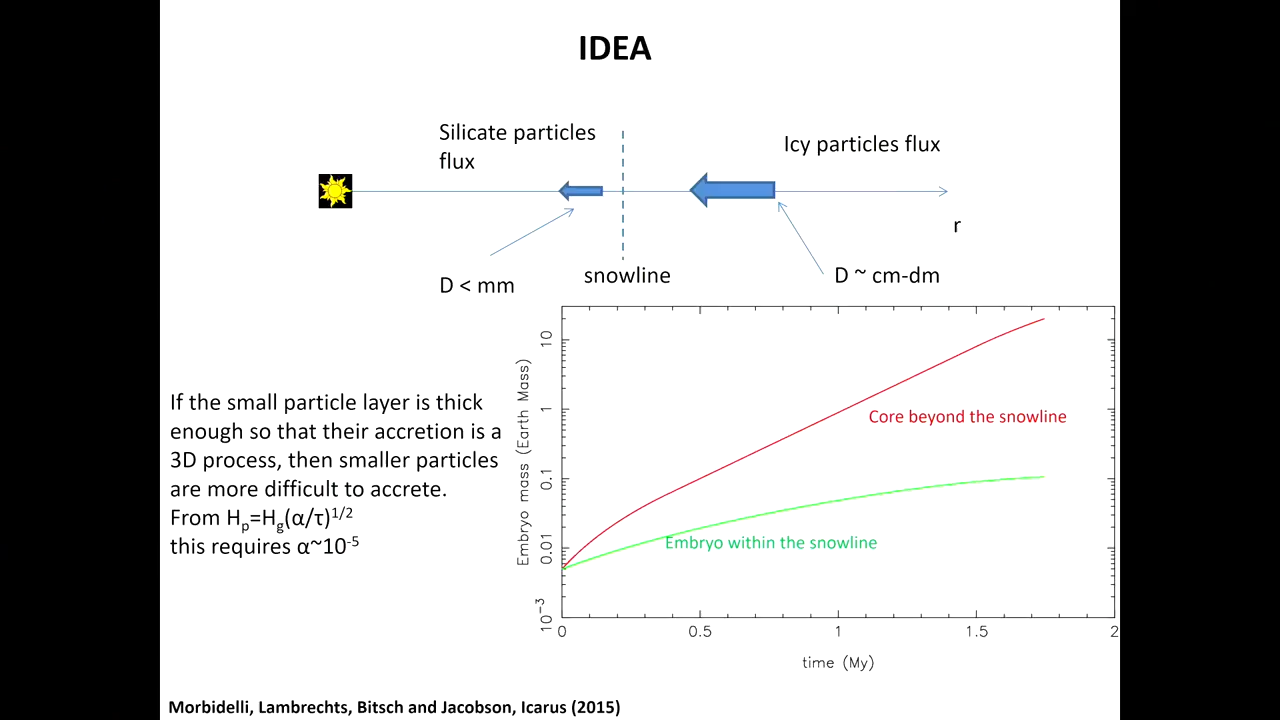 IDEA
Silicate particles
flux
Icy particles flux
r
D < mm
snowline
D ~ cm-dm
If the small particle layer is thick
enough so that their accretion is a
3D process, then smaller particles
are more difficult to accrete.
From Hp=Hg(α/τ)1/2
this requires α~10-5
Embryo mass (Earth Mass)
10
1
0.1
0.01
10−3
Core beyond the snowline
Embryo within the snowline
0 0.5 1 1.5 2
time (My)
Morbidelli, Lambrechts, Bitsch and Jacobson, Icarus (2015)